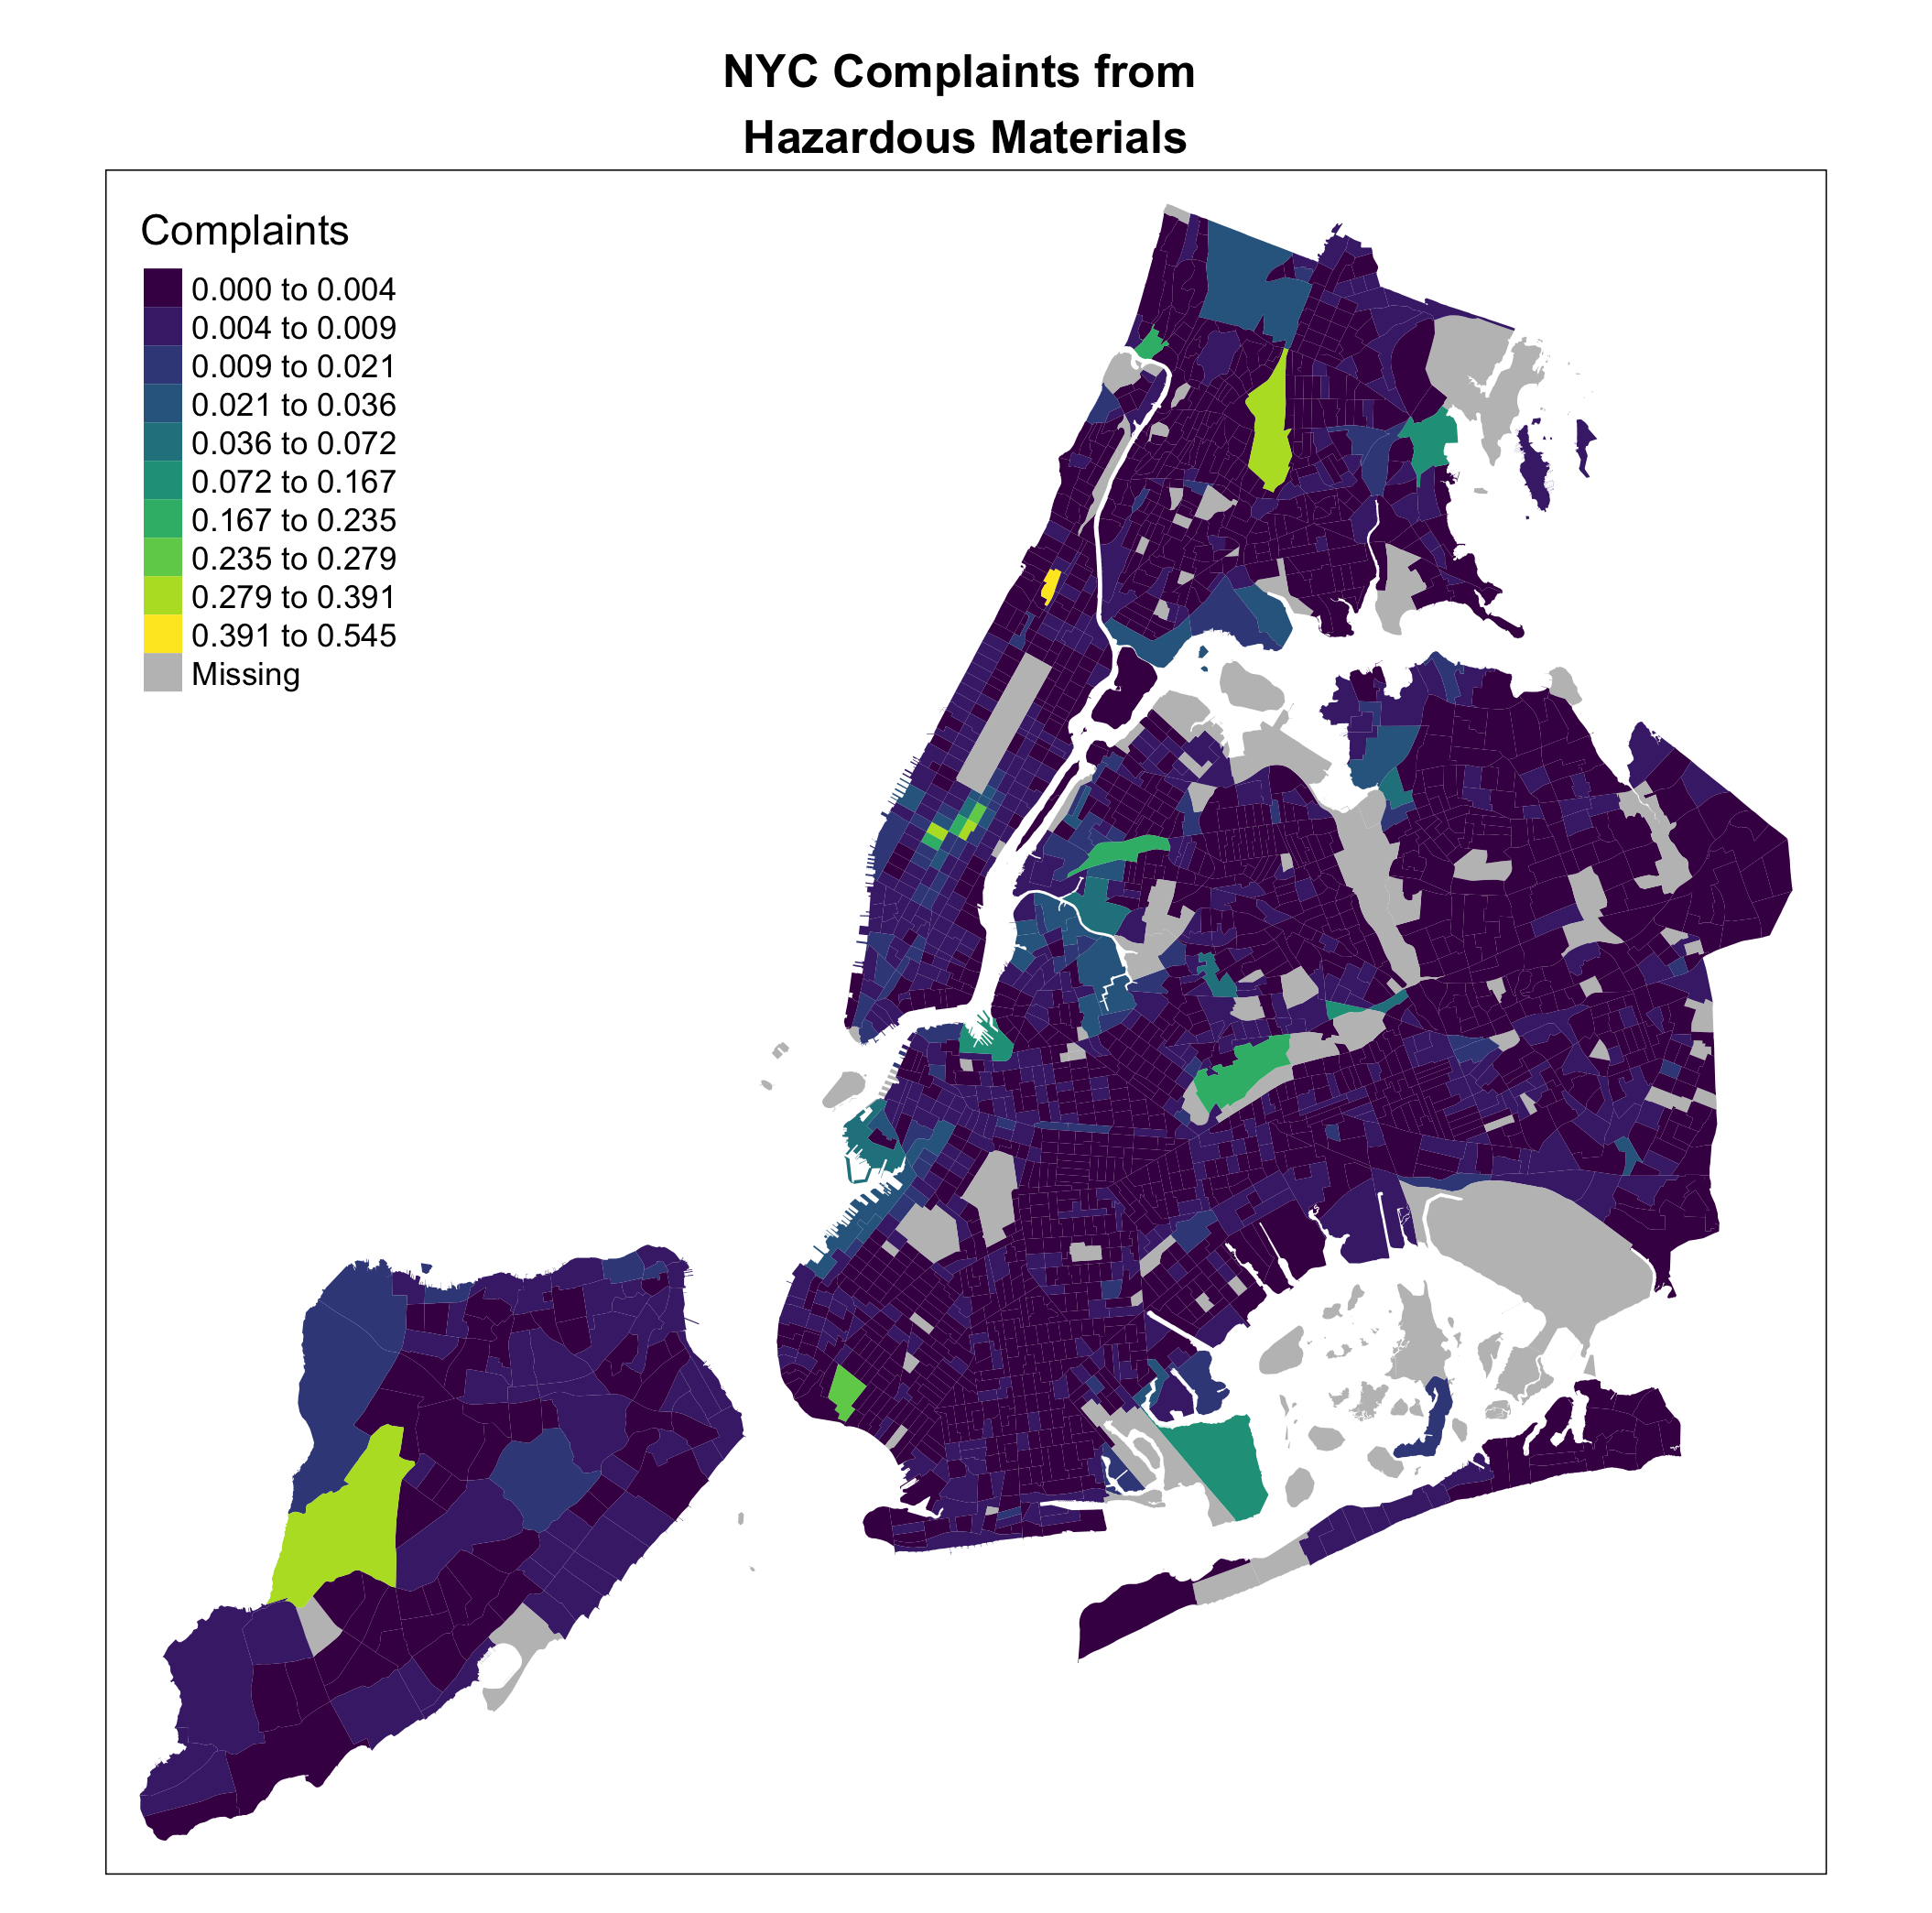 NYC Complaints from
Hazardous Materials
Complaints
0.000 to 0.004
0.004 to 0.009
0.009 to 0.021
0.021 to 0.036
0.036 to 0.072
0.072 to 0.167
0.167 to 0.235
0.235 to 0.279
0.279 to 0.391
0.391 to 0.545
Missing